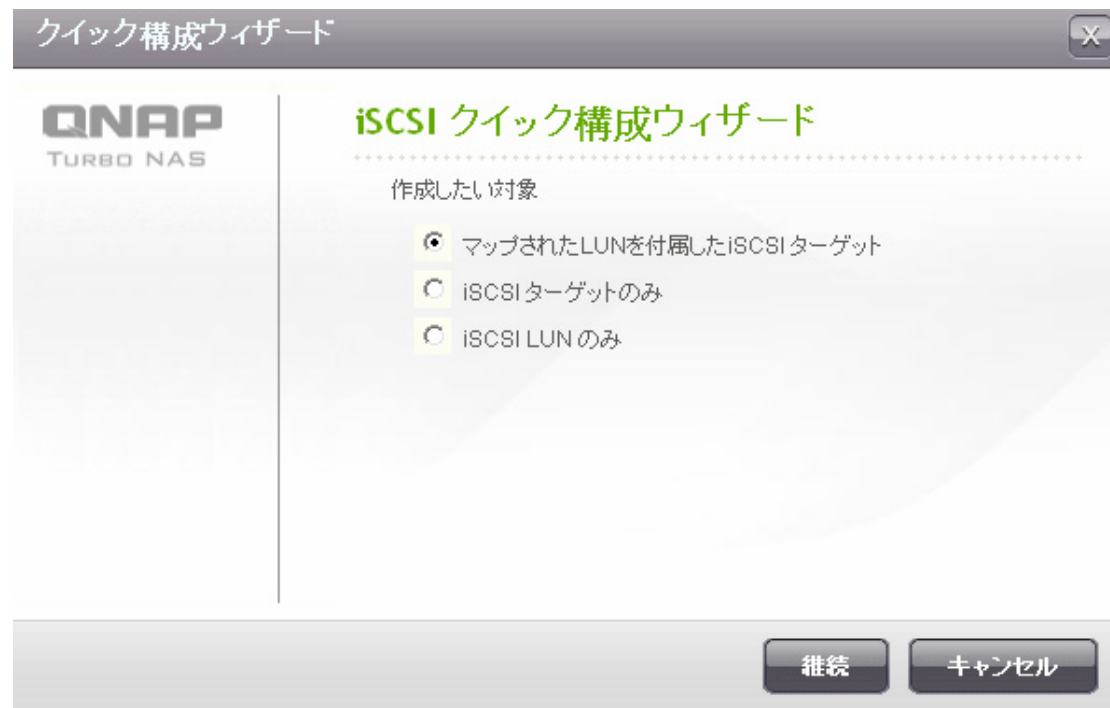 クイック構成ウィザード
X
QNAP
TURBO NAS
iSCSI クイック構成ウィザード
作成したい対象
マップされたLUNを付属したiSCSIターゲット
iSCSIターゲットのみ
iSCSI LUN のみ
継続
キャンセル